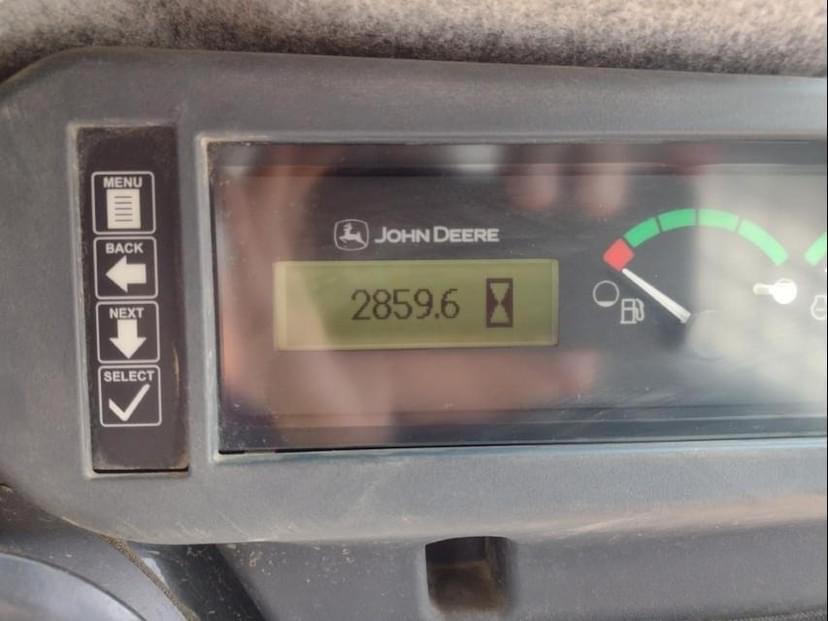 MENU
BACK
NEXT
SELECT
JOHN DEERE
2859.6